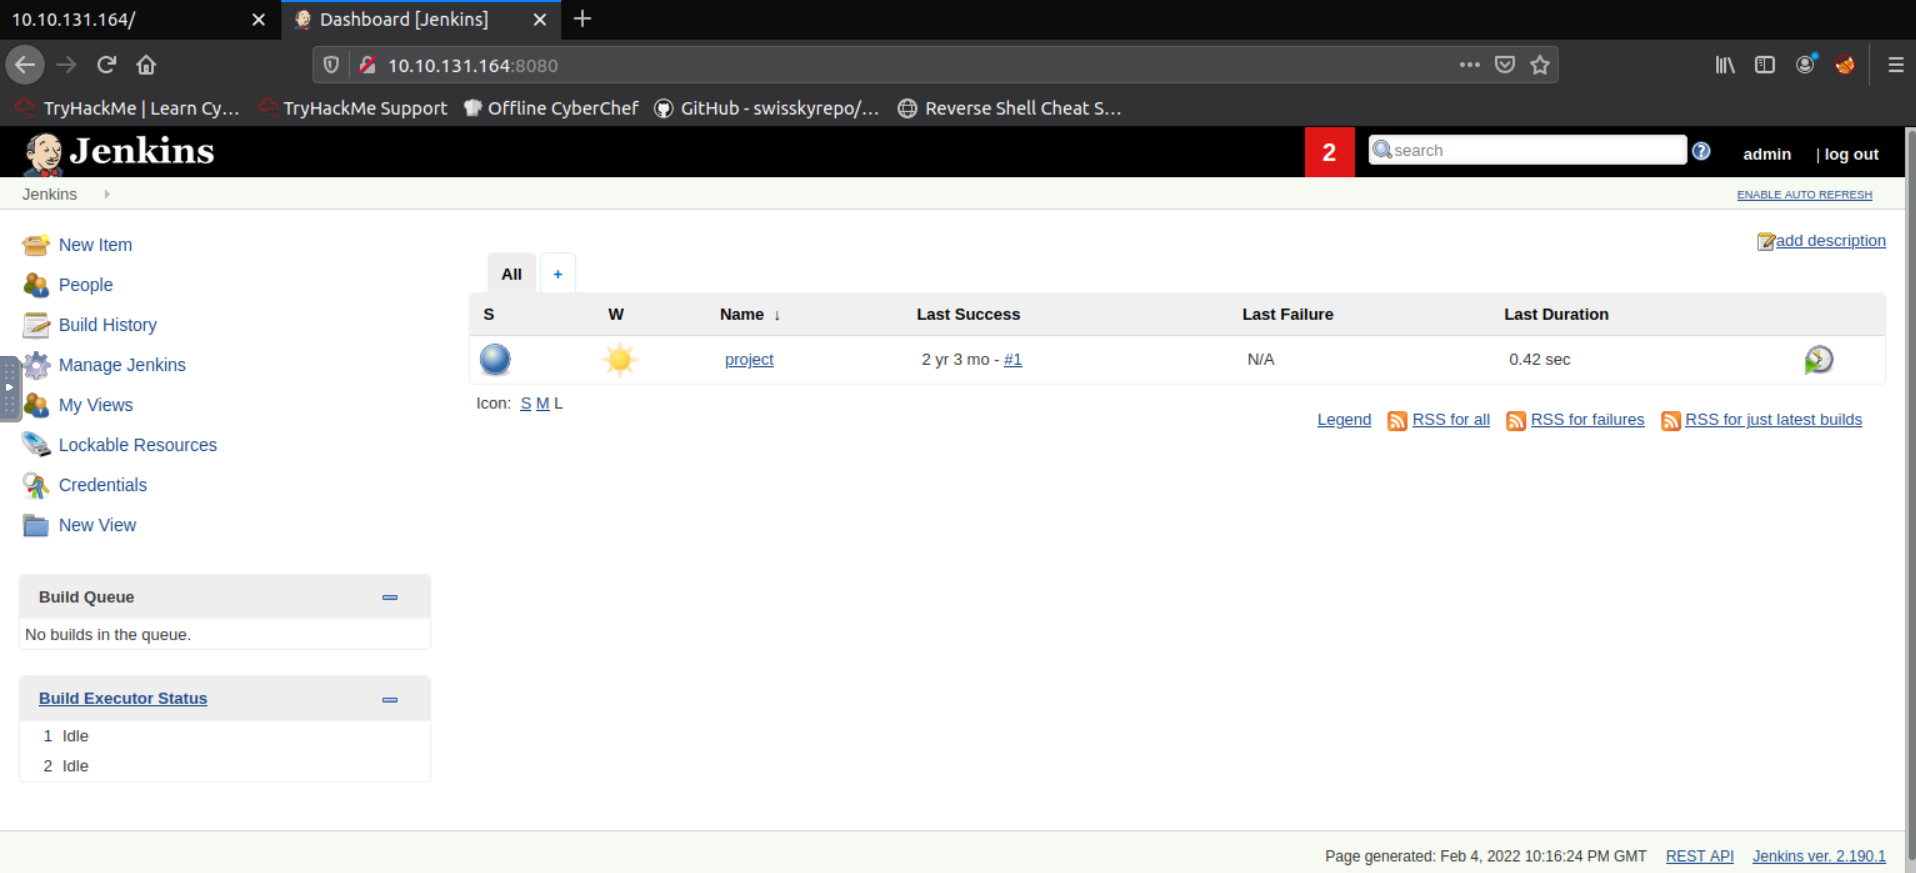 10.10.131.164/
Dashboard [Jenkins]
10.10.131.164:8080
TryHackMe | Learn Cy… TryHackMe Support Offline CyberChef GitHub - swisskyrepo/… Reverse Shell Cheat S…
Jenkins
2
search
admin | log out
Jenkins
ENABLE AUTO REFRESH
New Item
People
Build History
Manage Jenkins
My Views
Lockable Resources
Credentials
New View
Build Queue
No builds in the queue.
Build Executor Status
1 Idle
2 Idle
add description
All +
S W Name ↓ Last Success Last Failure Last Duration
project 2 yr 3 mo - #1 N/A 0.42 sec
Icon: S M L
Legend RSS for all RSS for failures RSS for just latest builds
Page generated: Feb 4, 2022 10:16:24 PM GMT REST API Jenkins ver. 2.190.1